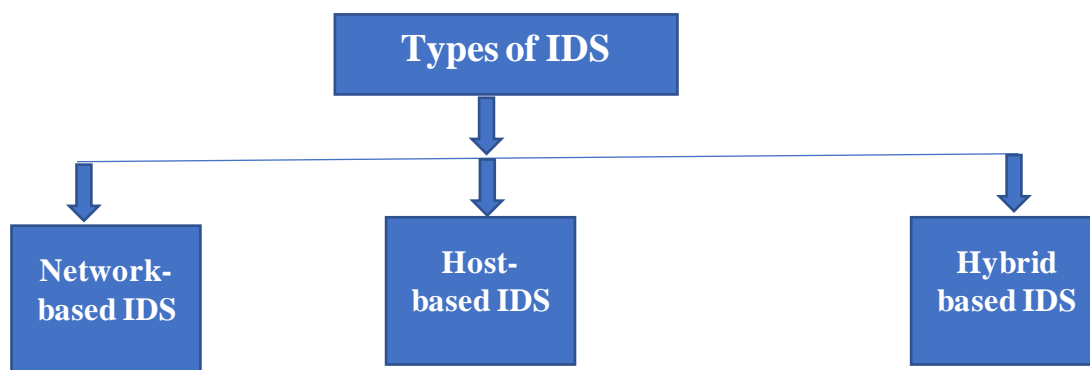 Types of IDS
Network-
based IDS
Host-
based IDS
Hybrid
based IDS